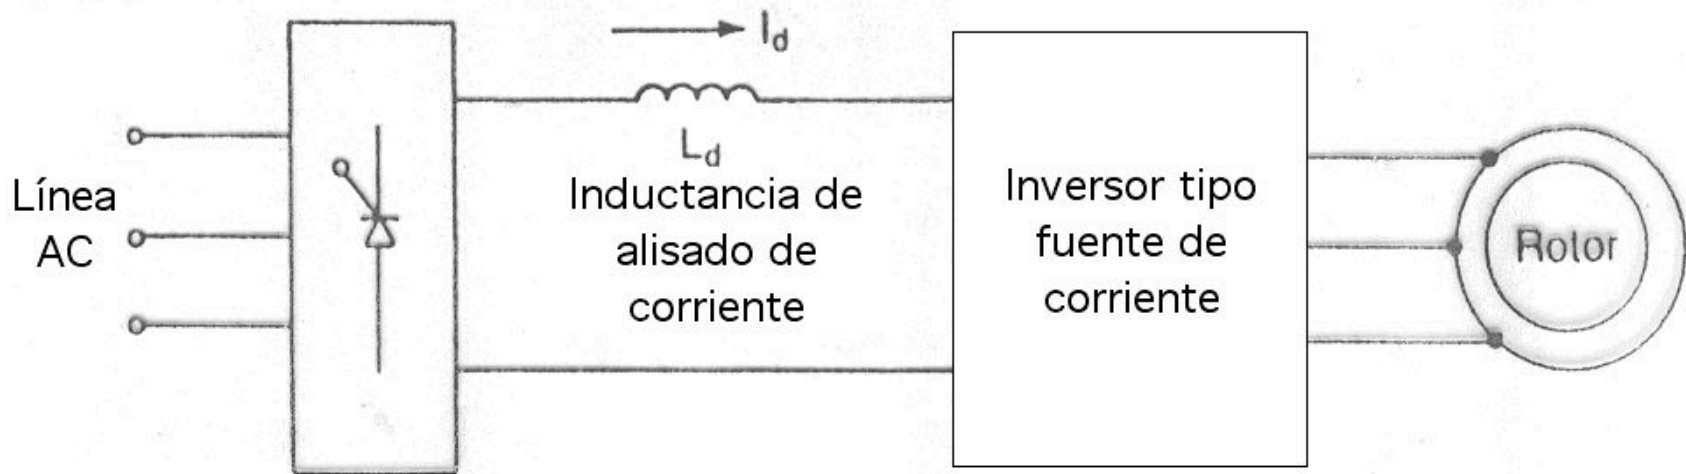 Línea
AC
I_d
L_d
Inductancia de
alisado de
corriente
Inversor tipo
fuente de
corriente
Rotor